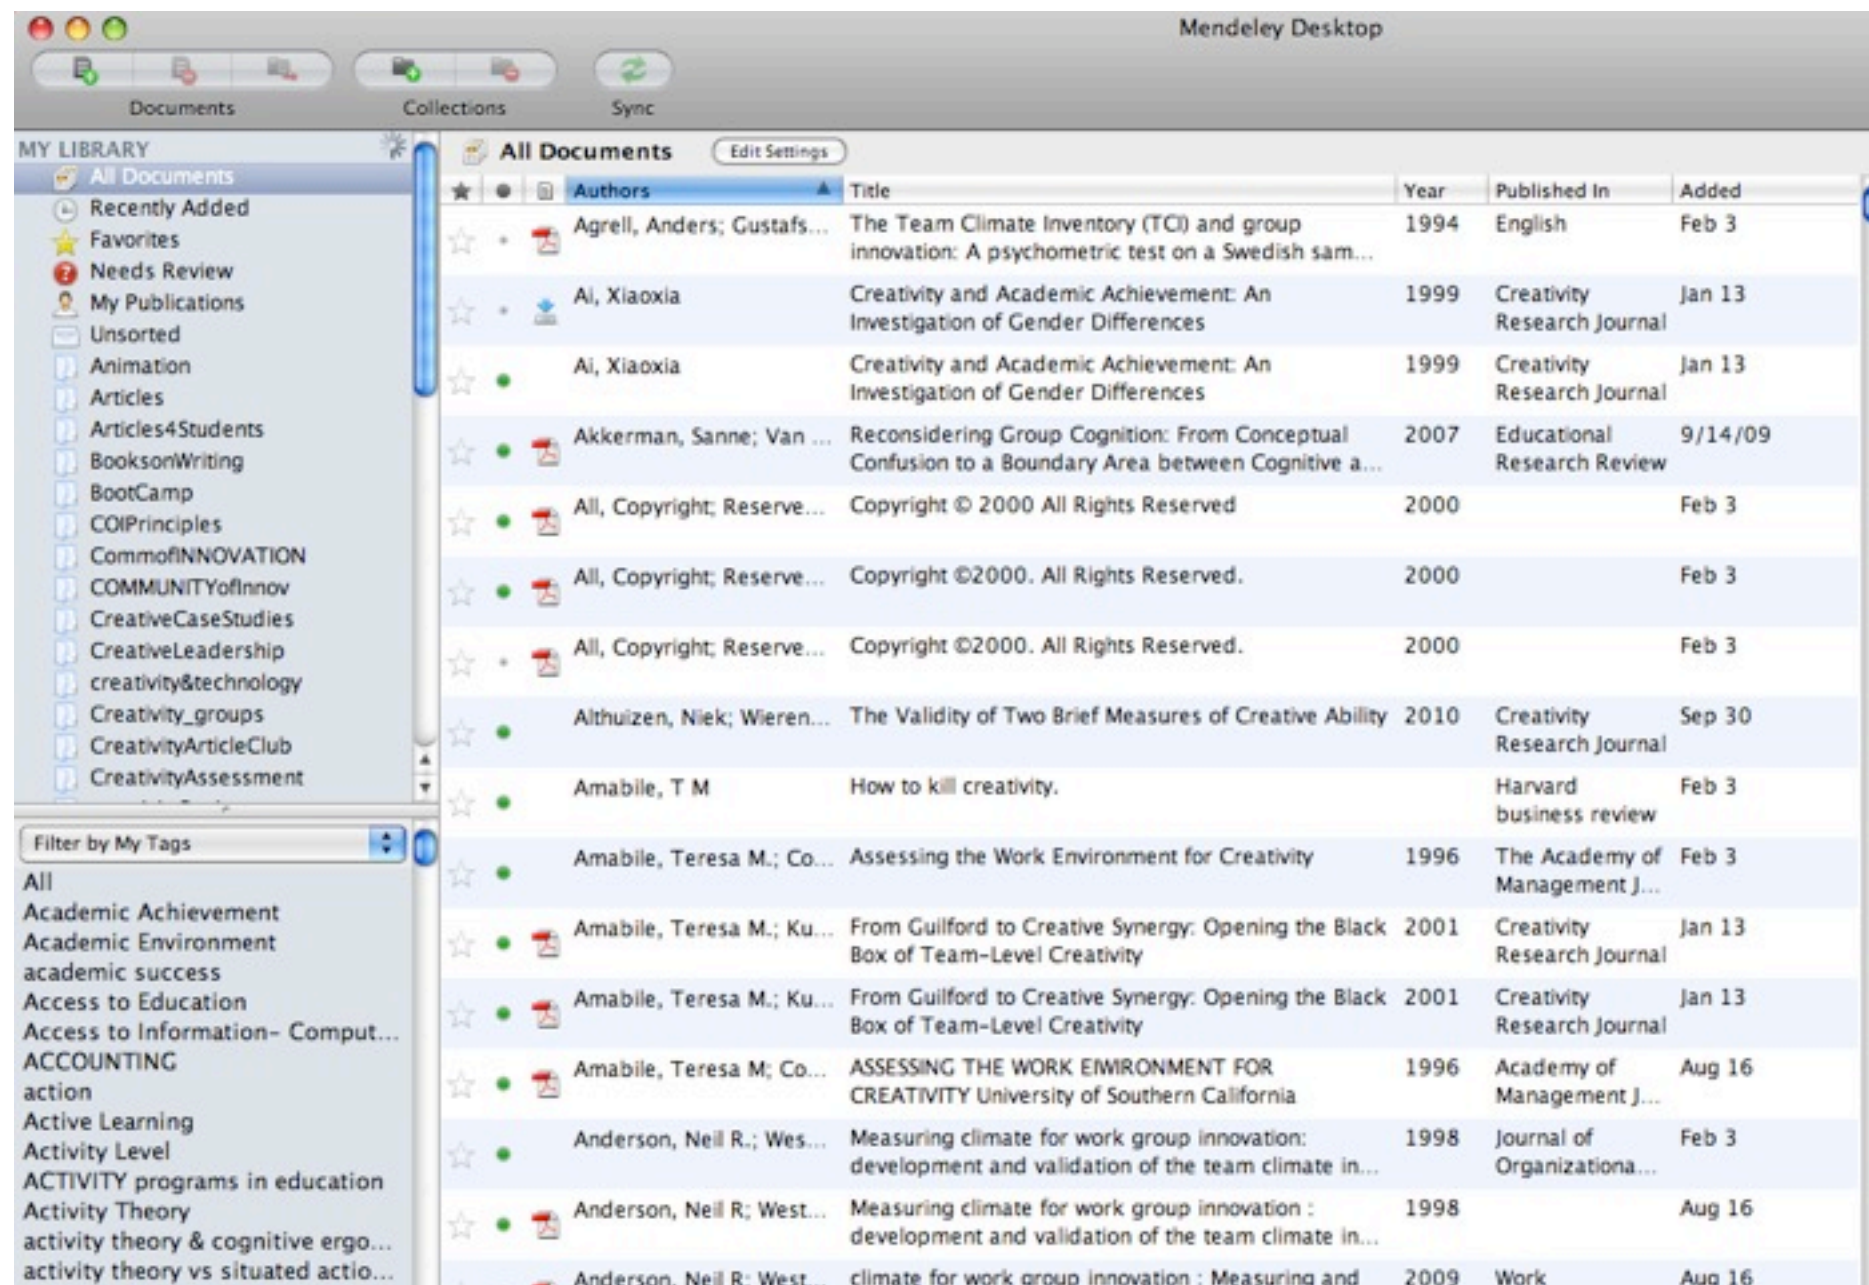 Mendeley Desktop
Documents
Collections
Sync
MY LIBRARY
All Documents
Recently Added
Favorites
Needs Review
My Publications
Unsorted
Animation
Articles
Articles4Students
BooksonWriting
BootCamp
COIPrinciples
CommofINNOVATION
COMMUNITYofInnov
CreativeCaseStudies
CreativeLeadership
creativity&technology
Creativity_groups
CreativityArticleClub
CreativityAssessment
Filter by My Tags
All
Academic Achievement
Academic Environment
academic success
Access to Education
Access to Information- Comput...
ACCOUNTING
action
Active Learning
Activity Level
ACTIVITY programs in education
Activity Theory
activity theory & cognitive ergo...
activity theory vs situated actio...
All Documents Edit Settings
Authors Title Year Published In Added
Agrell, Anders; Gustafs... The Team Climate Inventory (TCI) and group 1994 English Feb 3
innovation: A psychometric test on a Swedish sam...
Ai, Xiaoxia Creativity and Academic Achievement: An 1999 Creativity Jan 13
Investigation of Gender Differences Research Journal
Ai, Xiaoxia Creativity and Academic Achievement: An 1999 Creativity Jan 13
Investigation of Gender Differences Research Journal
Akkerman, Sanne; Van ... Reconsidering Group Cognition: From Conceptual 2007 Educational 9/14/09
Confusion to a Boundary Area between Cognitive a... Research Review
All, Copyright; Reserve... Copyright © 2000 All Rights Reserved 2000 Feb 3
All, Copyright; Reserve... Copyright ©2000. All Rights Reserved. 2000 Feb 3
All, Copyright; Reserve... Copyright ©2000. All Rights Reserved. 2000 Feb 3
Althuizen, Niek; Wieren... The Validity of Two Brief Measures of Creative Ability 2010 Creativity Sep 30
Research Journal
Amabile, T M How to kill creativity. Harvard Feb 3
business review
Amabile, Teresa M.; Co... Assessing the Work Environment for Creativity 1996 The Academy of Feb 3
Management J...
Amabile, Teresa M.; Ku... From Guilford to Creative Synergy: Opening the Black 2001 Creativity Jan 13
Box of Team-Level Creativity Research Journal
Amabile, Teresa M.; Ku... From Guilford to Creative Synergy: Opening the Black 2001 Creativity Jan 13
Box of Team-Level Creativity Research Journal
Amabile, Teresa M; Co... ASSESSING THE WORK EIWIRONMENT FOR 1996 Academy of Aug 16
CREATIVITY University of Southern California Management J...
Anderson, Neil R.; Wes... Measuring climate for work group innovation: 1998 Journal of Feb 3
development and validation of the team climate in... Organizationa...
Anderson, Neil R; West... Measuring climate for work group innovation : 1998 Aug 16
development and validation of the team climate in...
Anderson, Neil R; West... climate for work group innovation : Measuring and 2009 Work Aug 16